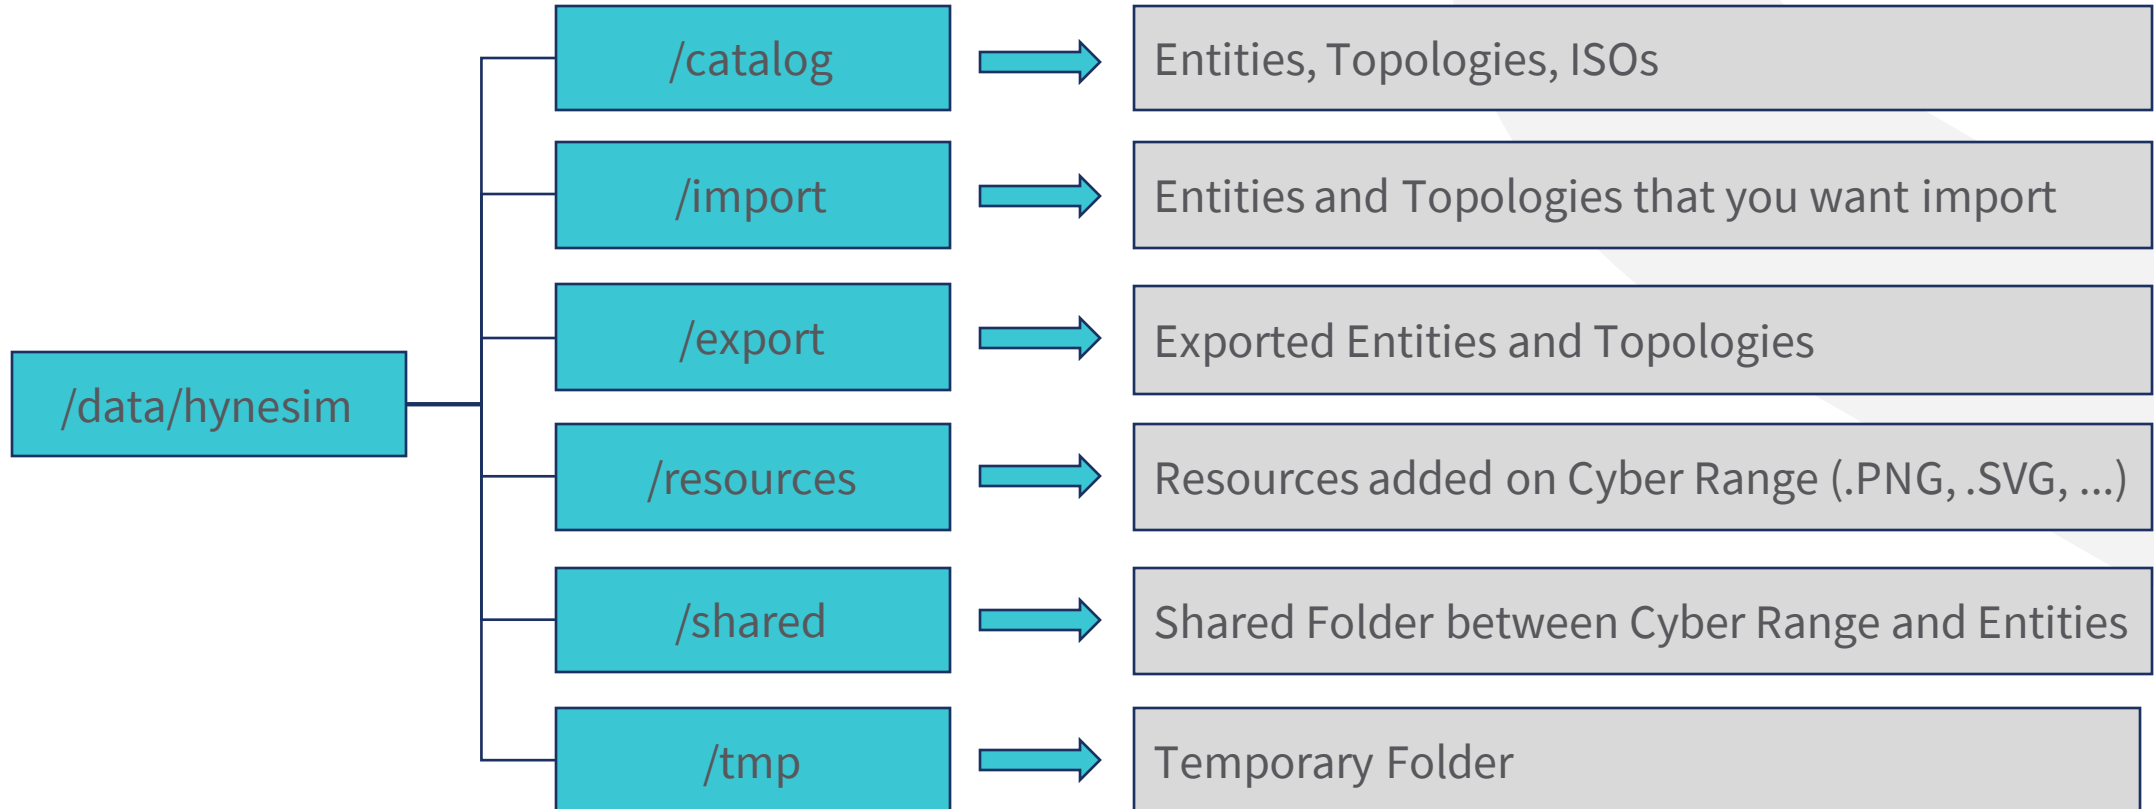 /catalog
Entities, Topologies, ISOs
/import
Entities and Topologies that you want import
/export
Exported Entities and Topologies
/data/hynesim
/resources
Resources added on Cyber Range (.PNG, .SVG, ...)
/shared
Shared Folder between Cyber Range and Entities
/tmp
Temporary Folder